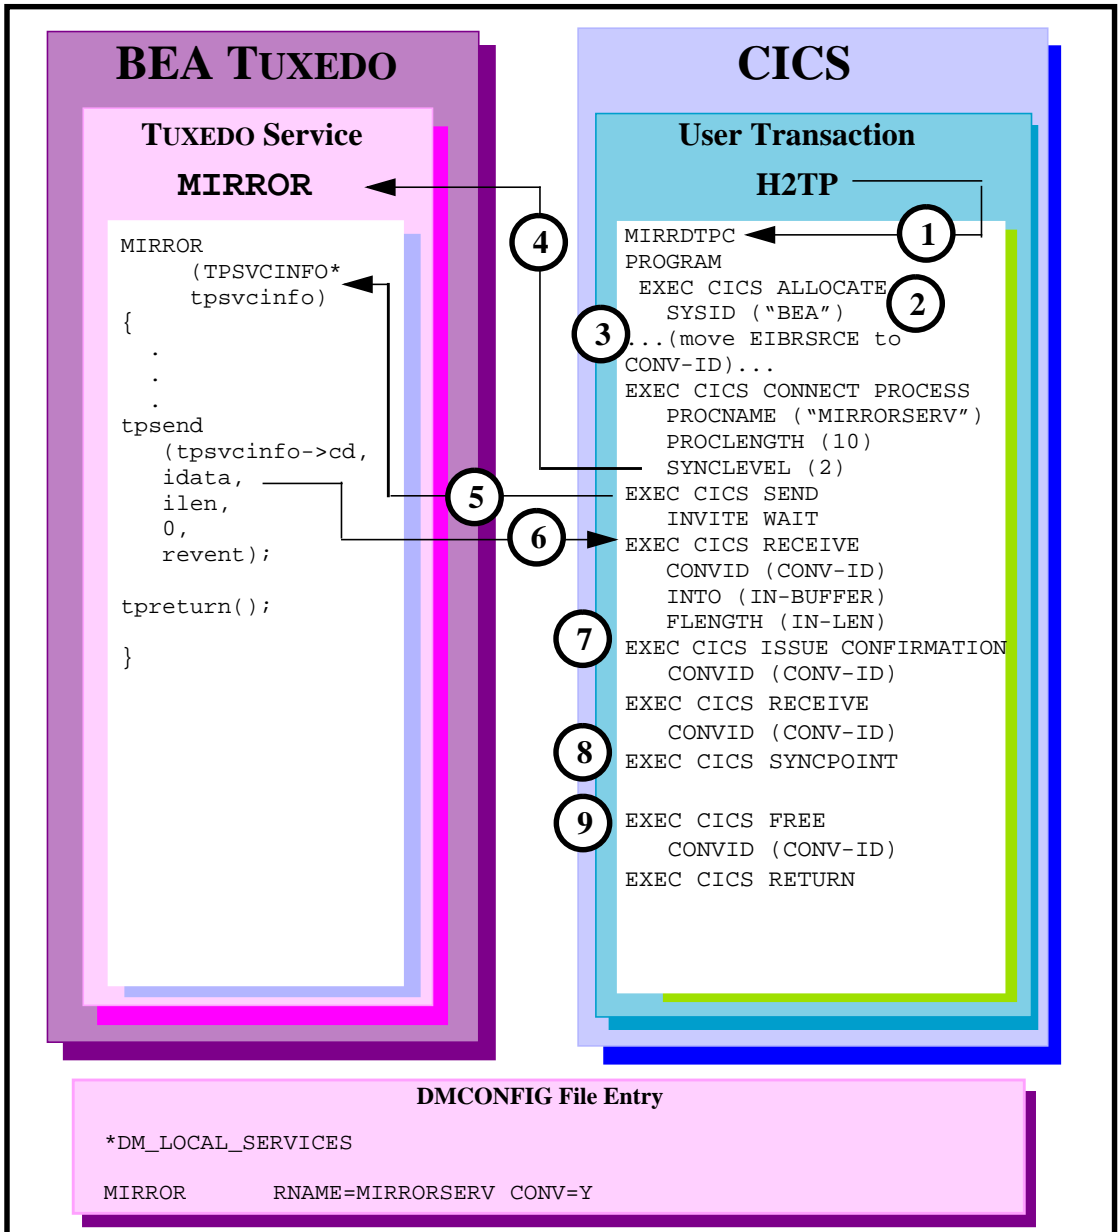 BEA TUXEDO
TUXEDO Service
MIRROR
MIRROR
(TPSVCINFO*
tpsvcinfo)
{
.
.
.
tpsend
(tpsvcinfo->cd,
idata,
ilen,
0,
revent);
tpreturn();
}
4
5
6
CICS
User Transaction
H2TP
1
MIRRDTPC
PROGRAM
EXEC CICS ALLOCATE
2
SYSID (“BEA”)
3
...(move EIBRSRCE to
CONV-ID)...
EXEC CICS CONNECT PROCESS
PROCNAME (“MIRRORSERV”)
PROCLENGTH (10)
SYNCLEVEL (2)
EXEC CICS SEND
INVITE WAIT
EXEC CICS RECEIVE
CONVID (CONV-ID)
INTO (IN-BUFFER)
FLENGTH (IN-LEN)
7
EXEC CICS ISSUE CONFIRMATION
CONVID (CONV-ID)
EXEC CICS RECEIVE
CONVID (CONV-ID)
8
EXEC CICS SYNCPOINT
9
EXEC CICS FREE
CONVID (CONV-ID)
EXEC CICS RETURN
DMCONFIG File Entry
*DM_LOCAL_SERVICES
MIRROR RNAME=MIRRORSERV CONV=Y